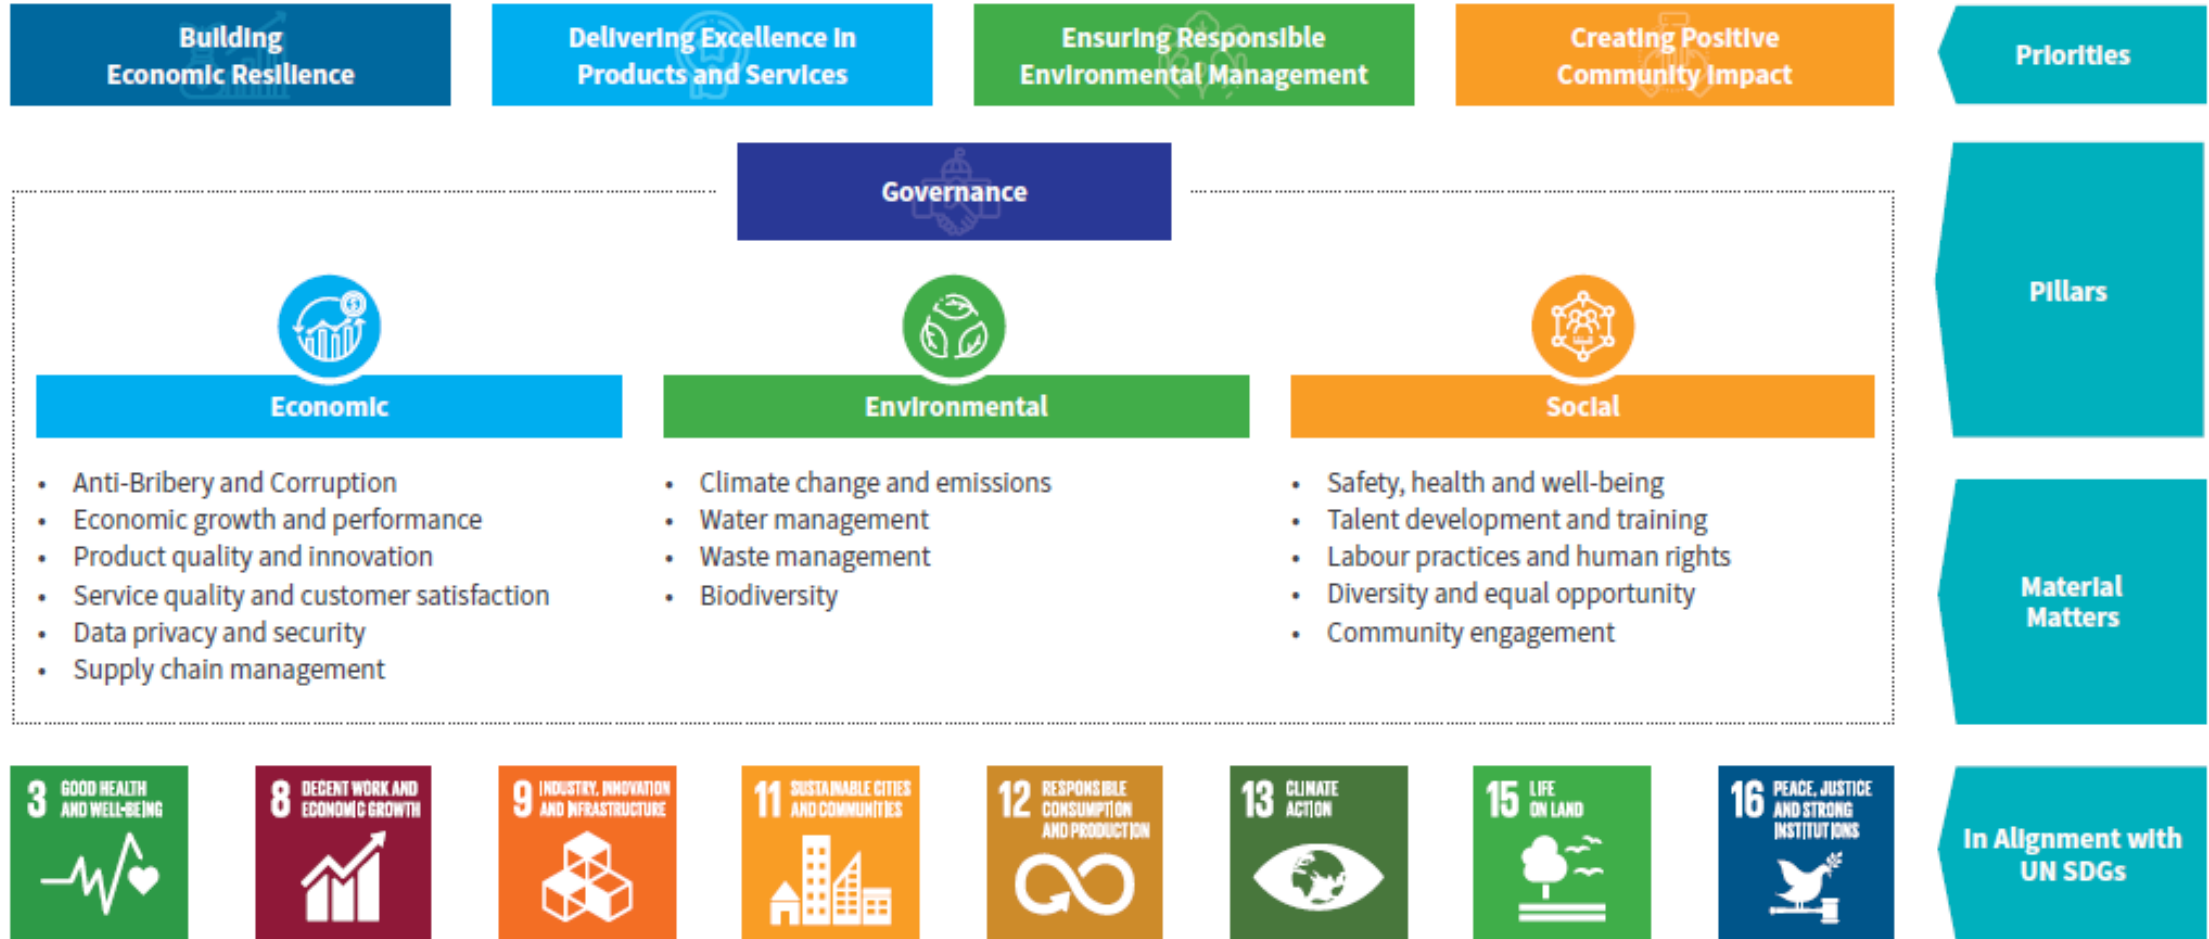 Building
Economic Resilience
Delivering Excellence in
Products and Services
Ensuring Responsible
Environmental Management
Creating Positive
Community Impact
Priorities
Governance
Pillars
Economic
Environmental
Social
• Anti-Bribery and Corruption
• Economic growth and performance
• Product quality and innovation
• Service quality and customer satisfaction
• Data privacy and security
• Supply chain management
• Climate change and emissions
• Water management
• Waste management
• Biodiversity
• Safety, health and well-being
• Talent development and training
• Labour practices and human rights
• Diversity and equal opportunity
• Community engagement
Material
Matters
3 GOOD HEALTH
AND WELL-BEING
8 DECENT WORK AND
ECONOMIC GROWTH
9 INDUSTRY, INNOVATION
AND INFRASTRUCTURE
11 SUSTAINABLE CITIES
AND COMMUNITIES
12 RESPONSIBLE
CONSUMPTION
AND PRODUCTION
13 CLIMATE
ACTION
15 LIFE
ON LAND
16 PEACE, JUSTICE
AND STRONG
INSTITUTIONS
In Alignment with
UN SDGs